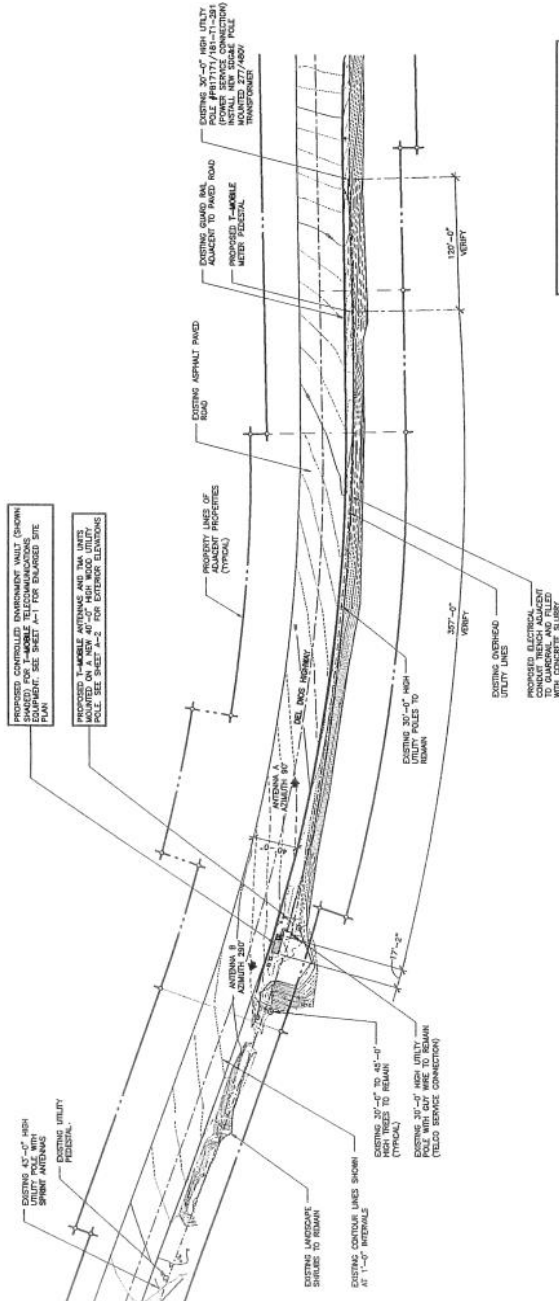 PROPOSED CONTROLLED ENVIRONMENT VAULT (SHOWN
SHADED) FOR T-MOBILE TELECOMMUNICATIONS
EQUIPMENT. SEE SHEET A-1 FOR ENLARGED SITE
PLAN
PROPOSED T-MOBILE ANTENNAS AND TMA UNITS
MOUNTED ON A NEW 40'-0" HIGH WOOD UTILITY
POLE. SEE SHEET A-2 FOR EXTERIOR ELEVATIONS
EXISTING 43'-0" HIGH
UTILITY POLE WITH
SPRINT ANTENNAS
EXISTING UTILITY
PEDESTAL
PROPERTY LINES OF
ADJACENT PROPERTIES
(TYPICAL)
EXISTING ASPHALT PAVED
ROAD
EXISTING GUARD RAIL
ADJACENT TO PAVED ROAD
PROPOSED T-MOBILE
METER PEDESTAL
EXISTING 30'-0" HIGH UTILITY
POLE #P817171/181-T1-291
(POWER SERVICE CONNECTION)
INSTALL NEW SDG&E POLE
MOUNTED 277/480V
TRANSFORMER
ANTENNA B
AZIMUTH 290°
ANTENNA A
AZIMUTH 90°
DEL DIOS HIGHWAY
EXISTING LANDSCAPE
SHRUBS TO REMAIN
EXISTING CONTOUR LINES SHOWN
AT 1'-0" INTERVALS
EXISTING 30'-0" TO 45'-0"
HIGH TREES TO REMAIN
(TYPICAL)
EXISTING 30'-0" HIGH UTILITY
POLE WITH GUY WIRE TO REMAIN
(TELCO SERVICE CONNECTION)
17'-2"
EXISTING 30'-0" HIGH
UTILITY POLES TO
REMAIN
EXISTING OVERHEAD
UTILITY LINES
PROPOSED ELECTRICAL
CONDUIT TRENCH ADJACENT
TO GUARDRAIL AND FILLED
WITH CONCRETE SLURRY
357'-0"
VERIFY
120'-0"
VERIFY